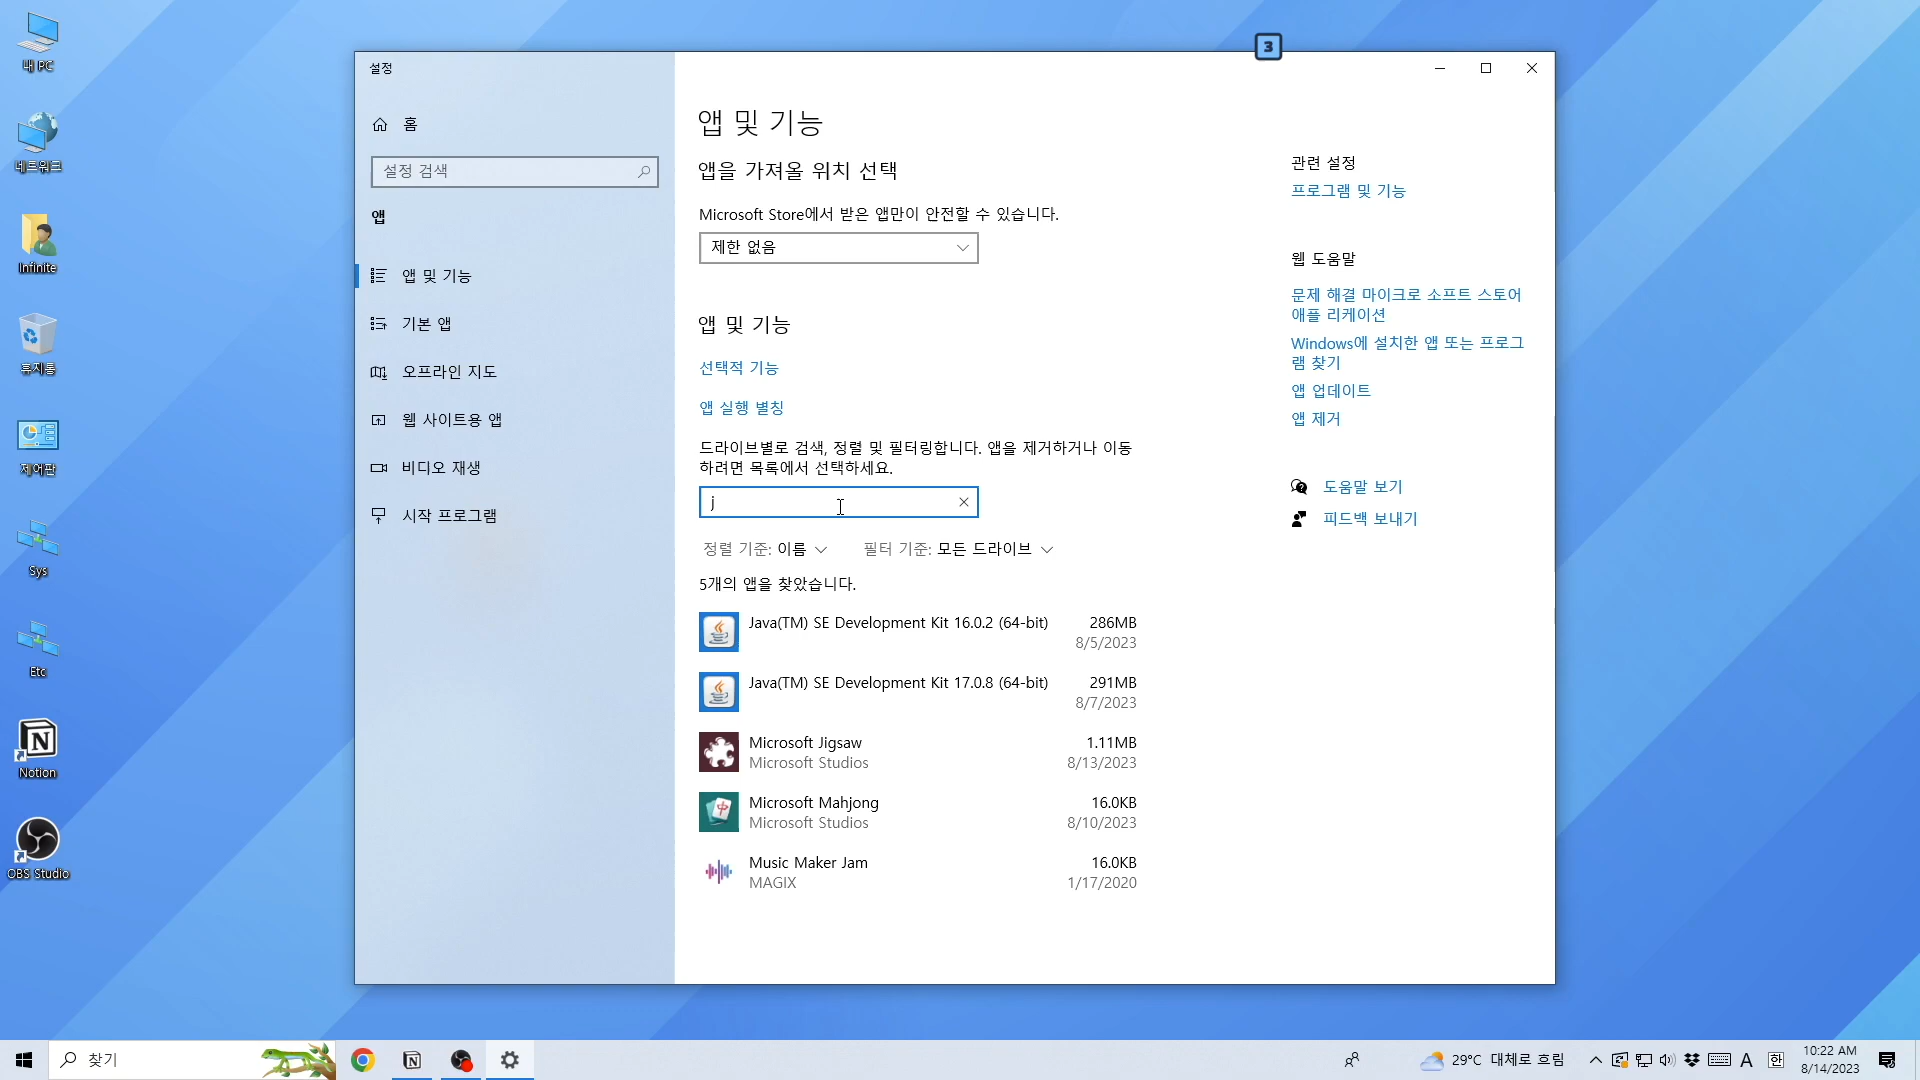 내 PC
네트워크
Infinite
휴지통
제어판
Sys
Etc
Notion
OBS Studio
3
설정
홈
설정 검색
앱
앱 및 기능
기본 앱
오프라인 지도
웹 사이트용 앱
비디오 재생
시작 프로그램
앱 및 기능
앱을 가져올 위치 선택
Microsoft Store에서 받은 앱만이 안전할 수 있습니다.
제한 없음
앱 및 기능
선택적 기능
앱 실행 별칭
드라이브별로 검색, 정렬 및 필터링합니다. 앱을 제거하거나 이동
하려면 목록에서 선택하세요.
j
정렬 기준: 이름 필터 기준: 모든 드라이브
5개의 앱을 찾았습니다.
Java(TM) SE Development Kit 16.0.2 (64-bit) 286MB
8/5/2023
Java(TM) SE Development Kit 17.0.8 (64-bit) 291MB
8/7/2023
Microsoft Jigsaw 1.11MB
Microsoft Studios 8/13/2023
Microsoft Mahjong 16.0KB
Microsoft Studios 8/10/2023
Music Maker Jam 16.0KB
MAGIX 1/17/2020
관련 설정
프로그램 및 기능
웹 도움말
문제 해결 마이크로 소프트 스토어
애플 리케이션
Windows에 설치한 앱 또는 프로그
램 찾기
앱 업데이트
앱 제거
도움말 보기
피드백 보내기
찾기
29°C 대체로 흐림
A 한
10:22 AM
8/14/2023